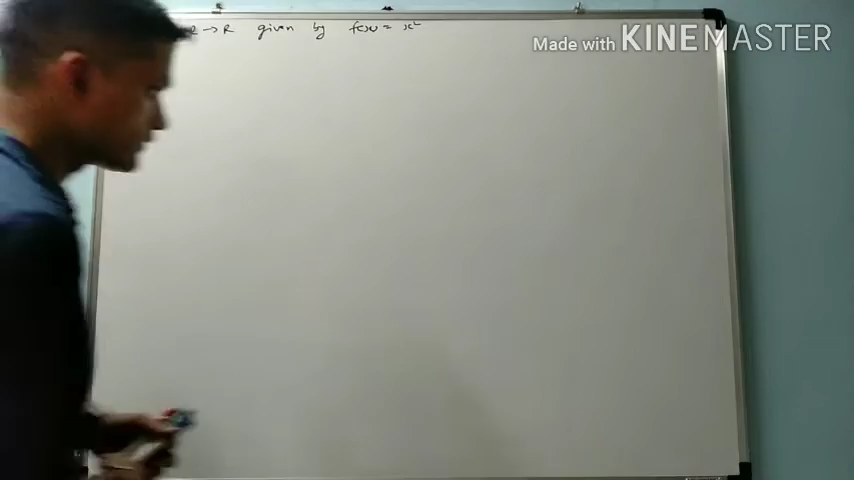 R → R given by f(x) = x²
Made with KINEMASTER